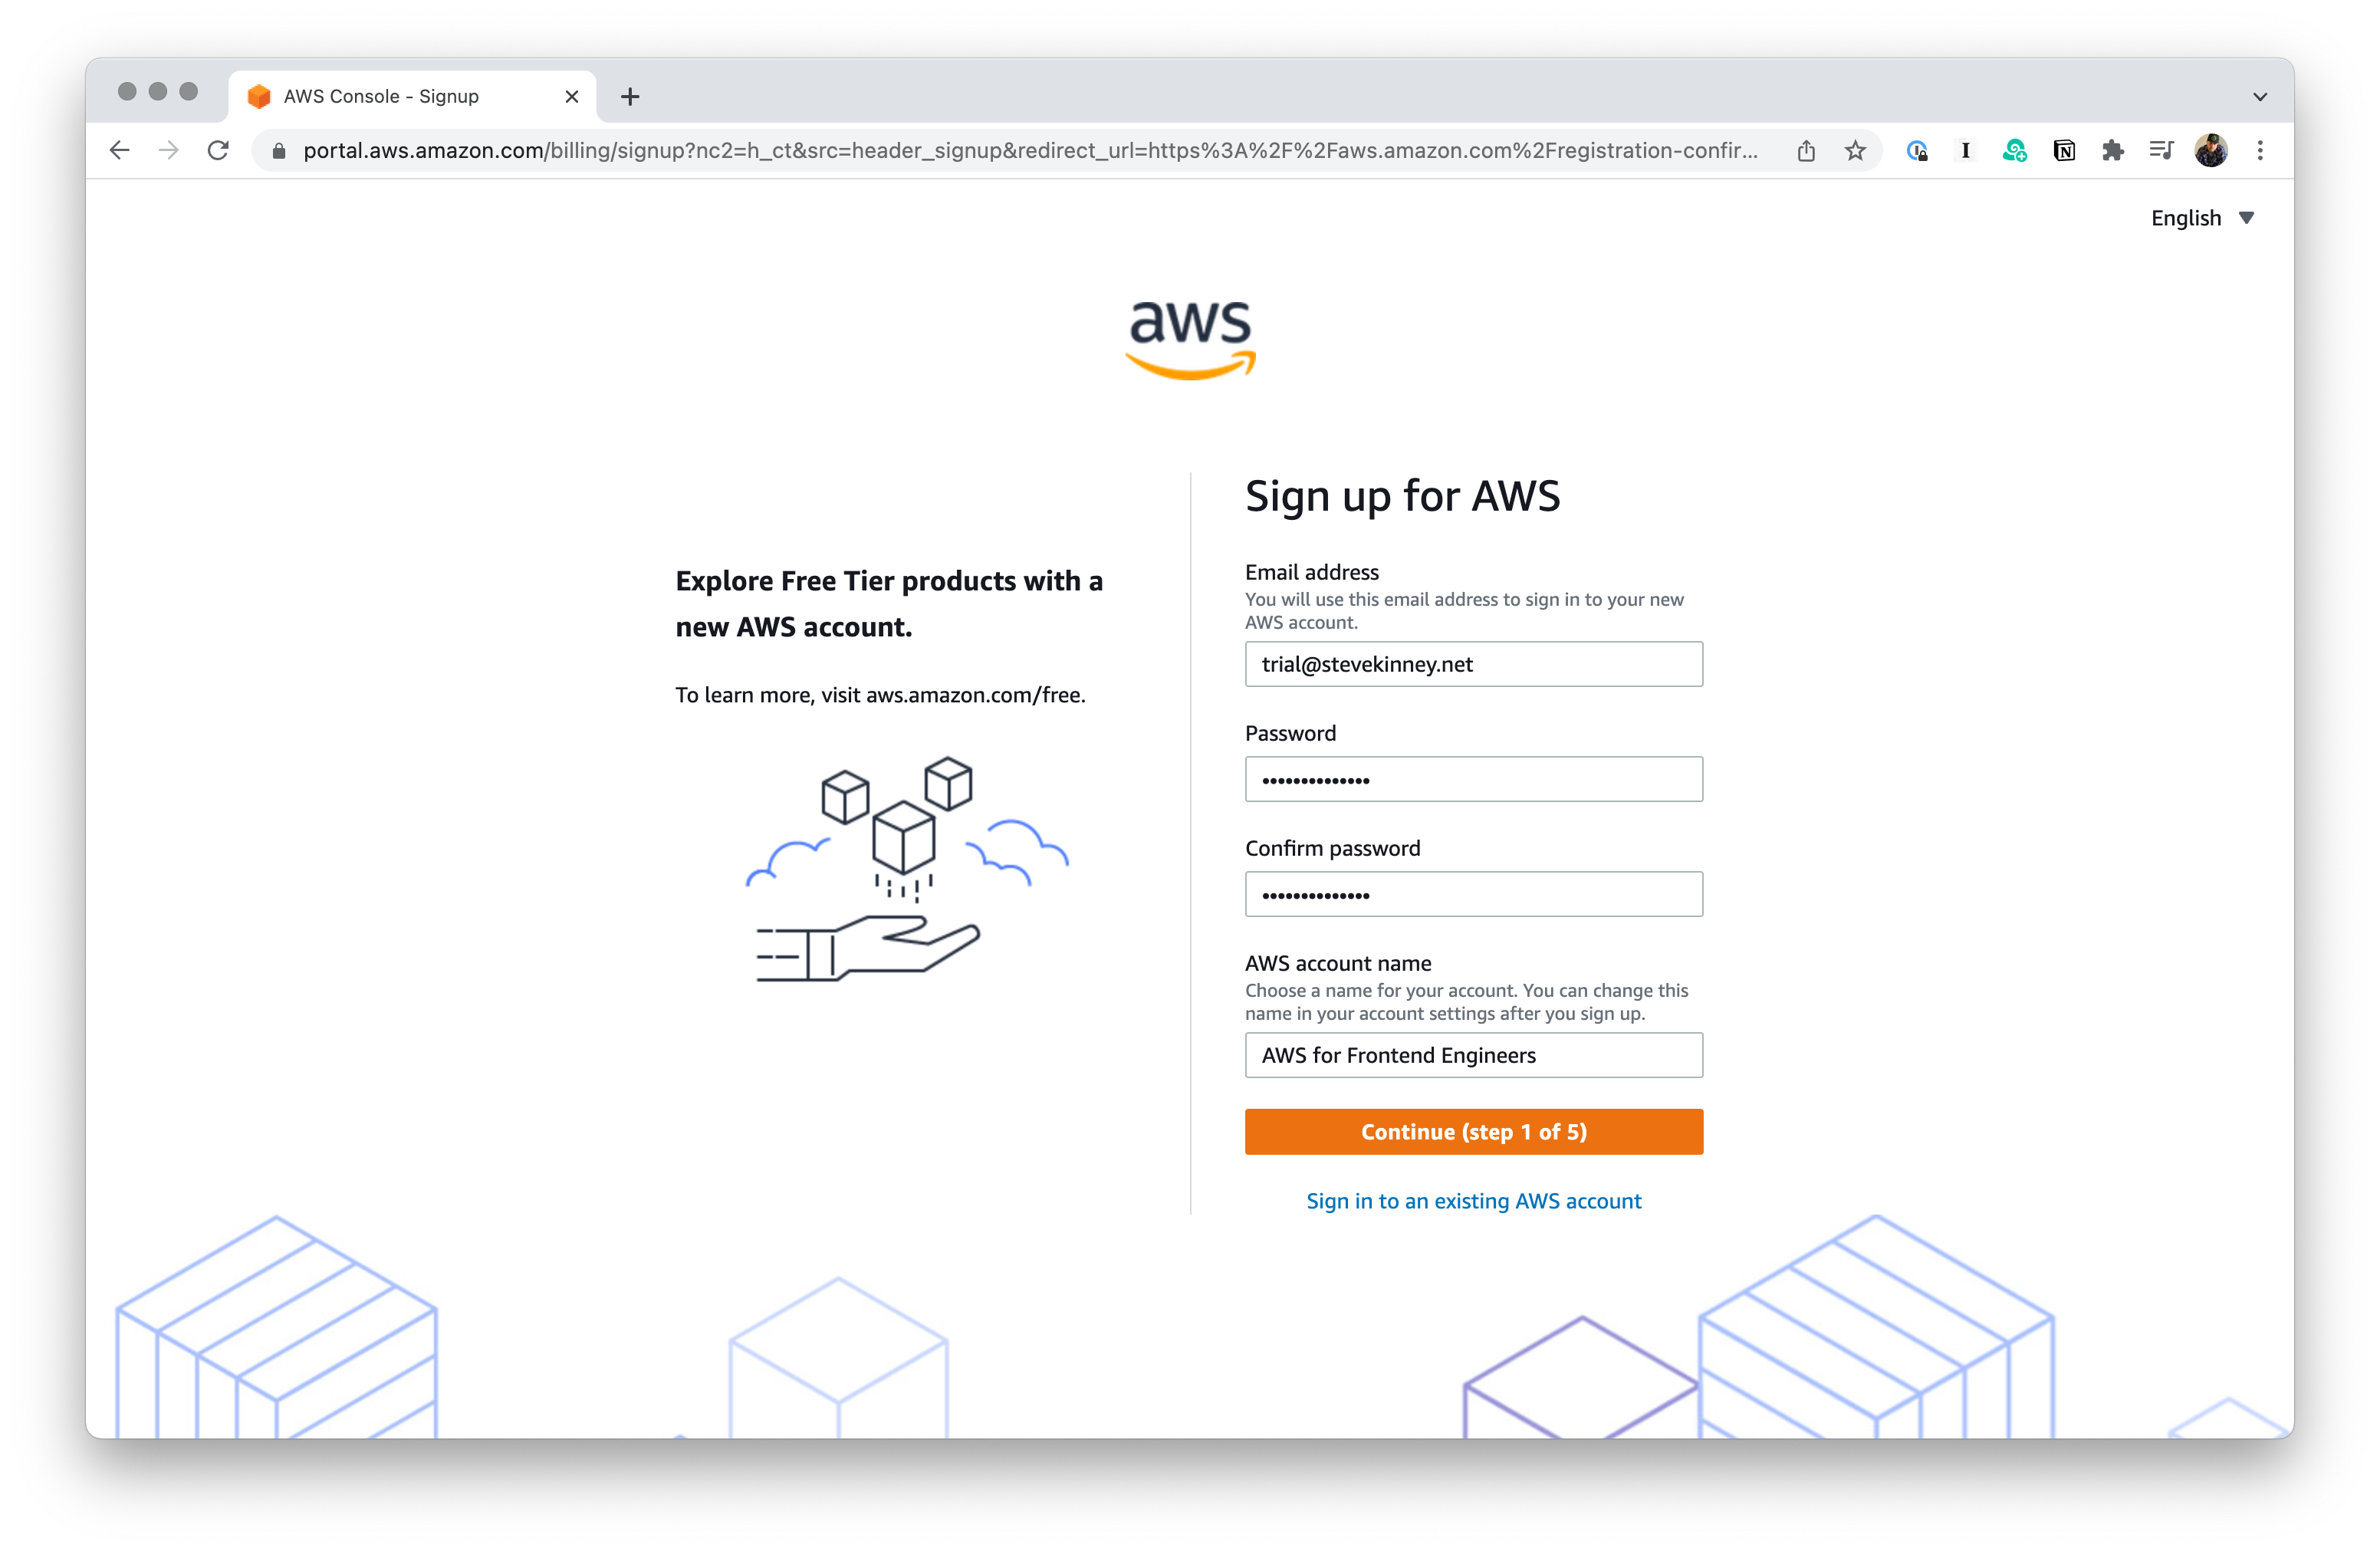 AWS Console - Signup
portal.aws.amazon.com/billing/signup?nc2=h_ct&src=header_signup&redirect_url=https%3A%2F%2Faws.amazon.com%2Fregistration-confir...
English
aws
Explore Free Tier products with a
new AWS account.
To learn more, visit aws.amazon.com/free.
Sign up for AWS
Email address
You will use this email address to sign in to your new
AWS account.
trial@stevekinney.net
Password
••••••••••••••
Confirm password
••••••••••••••
AWS account name
Choose a name for your account. You can change this
name in your account settings after you sign up.
AWS for Frontend Engineers
Continue (step 1 of 5)
Sign in to an existing AWS account